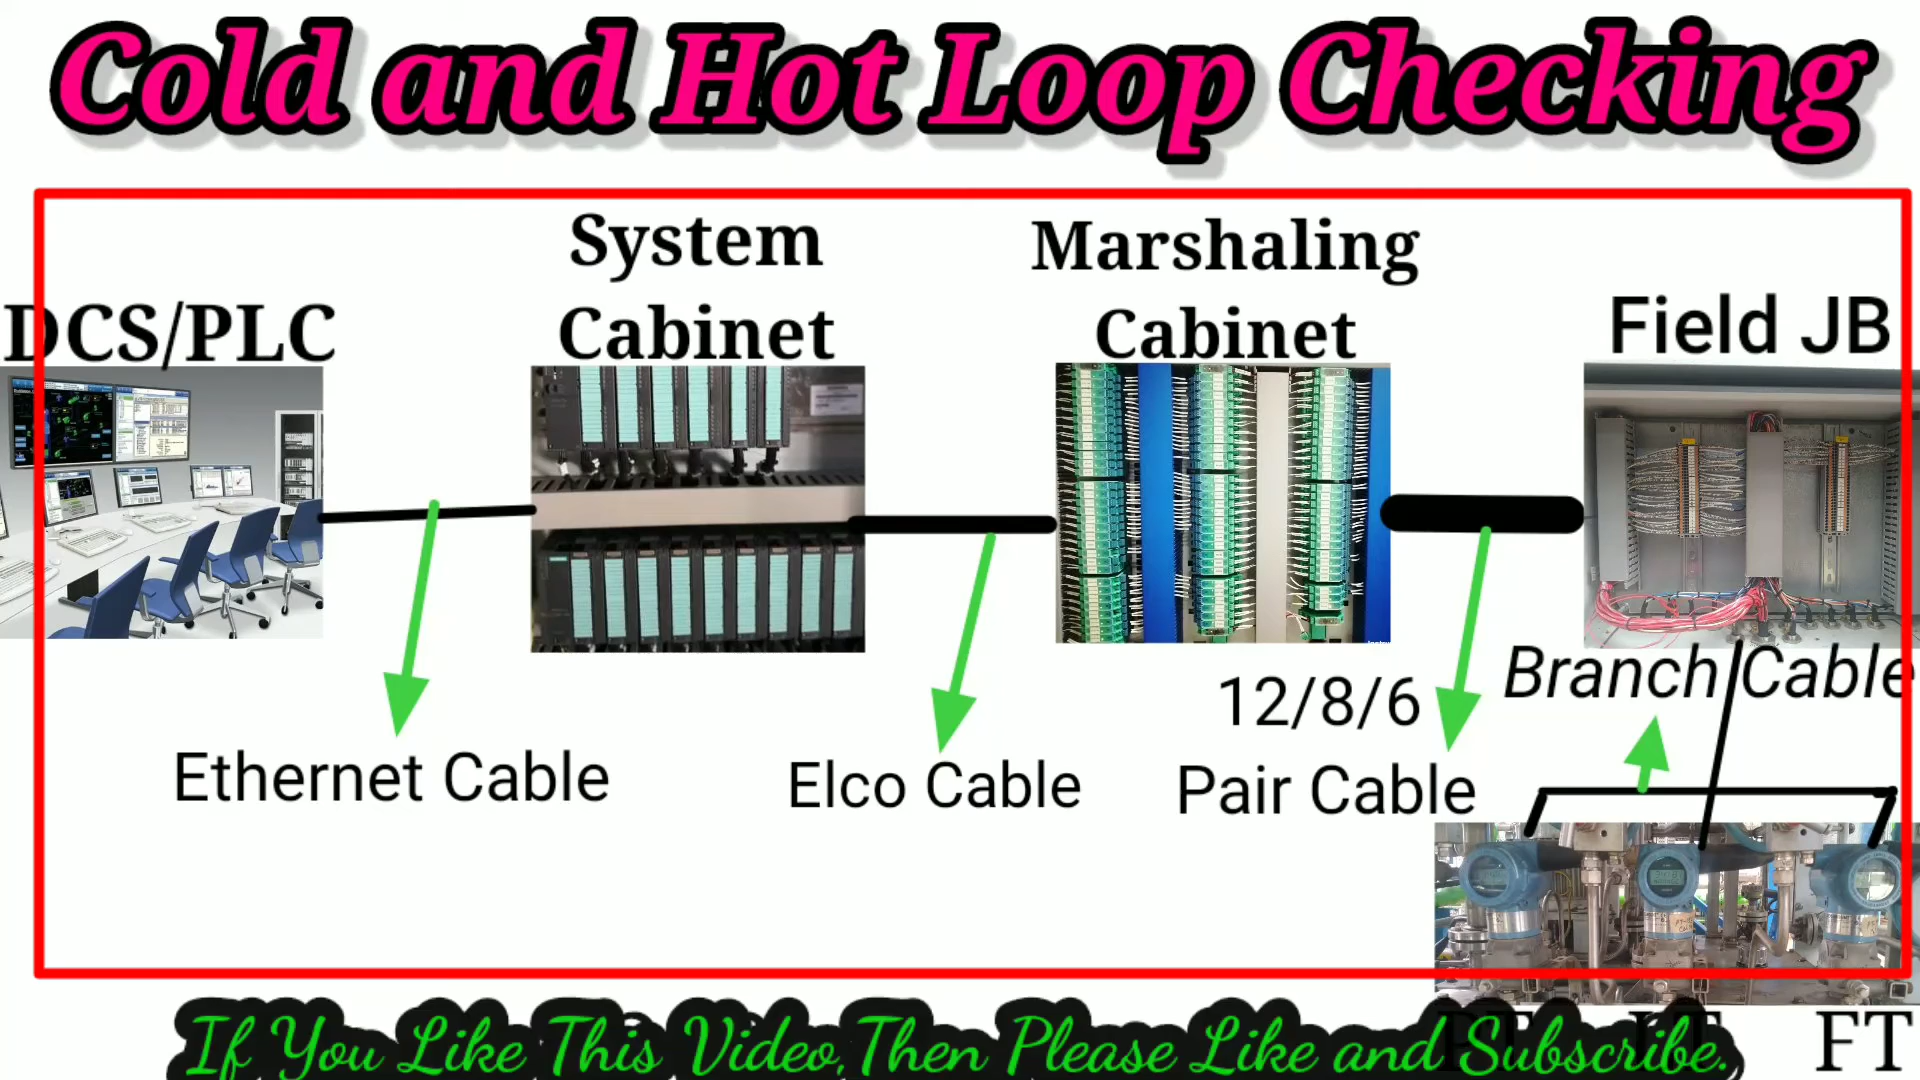 Cold and Hot Loop Checking
System
Cabinet
Marshaling
Cabinet
DCS/PLC
Field JB
Branch Cable
12/8/6
Pair Cable
Ethernet Cable
Elco Cable
FT
If You Like This Video,Then Please Like and Subscribe.